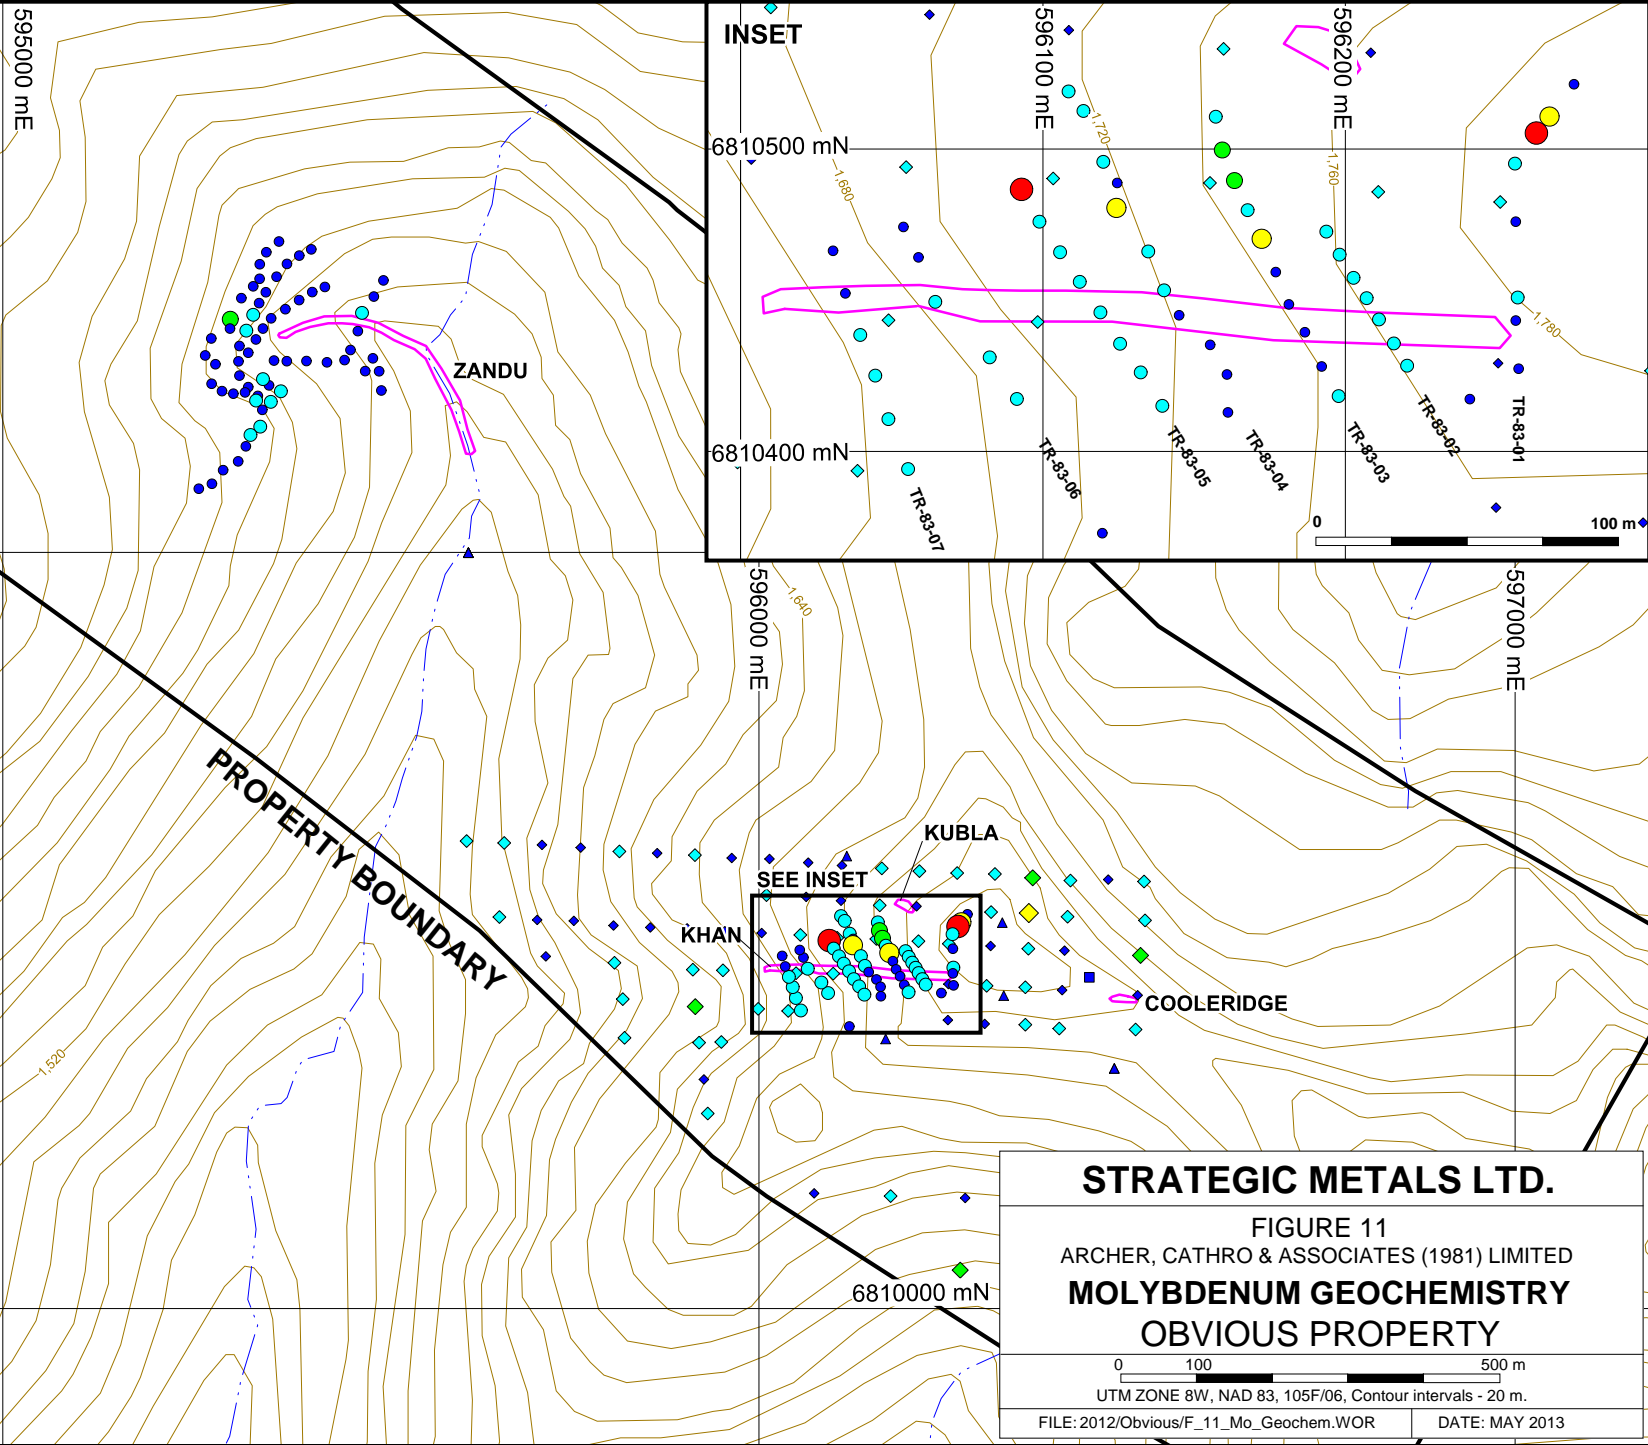 595000 mE
INSET
596100 mE
596200 mE
6810500 mN
1,680
1,720
1,760
1,780
6810400 mN
TR-83-07
TR-83-06
TR-83-05
TR-83-04
TR-83-03
TR-83-02
TR-83-01
0 100 m
ZANDU
596000 mE
1,640
597000 mE
PROPERTY BOUNDARY
KUBLA
SEE INSET
KHAN
COOLERIDGE
1,520
6810000 mN
STRATEGIC METALS LTD.
FIGURE 11
ARCHER, CATHRO & ASSOCIATES (1981) LIMITED
MOLYBDENUM GEOCHEMISTRY
OBVIOUS PROPERTY
0 100 500 m
UTM ZONE 8W, NAD 83, 105F/06, Contour intervals - 20 m.
FILE: 2012/Obvious/F_11_Mo_Geochem.WOR
DATE: MAY 2013